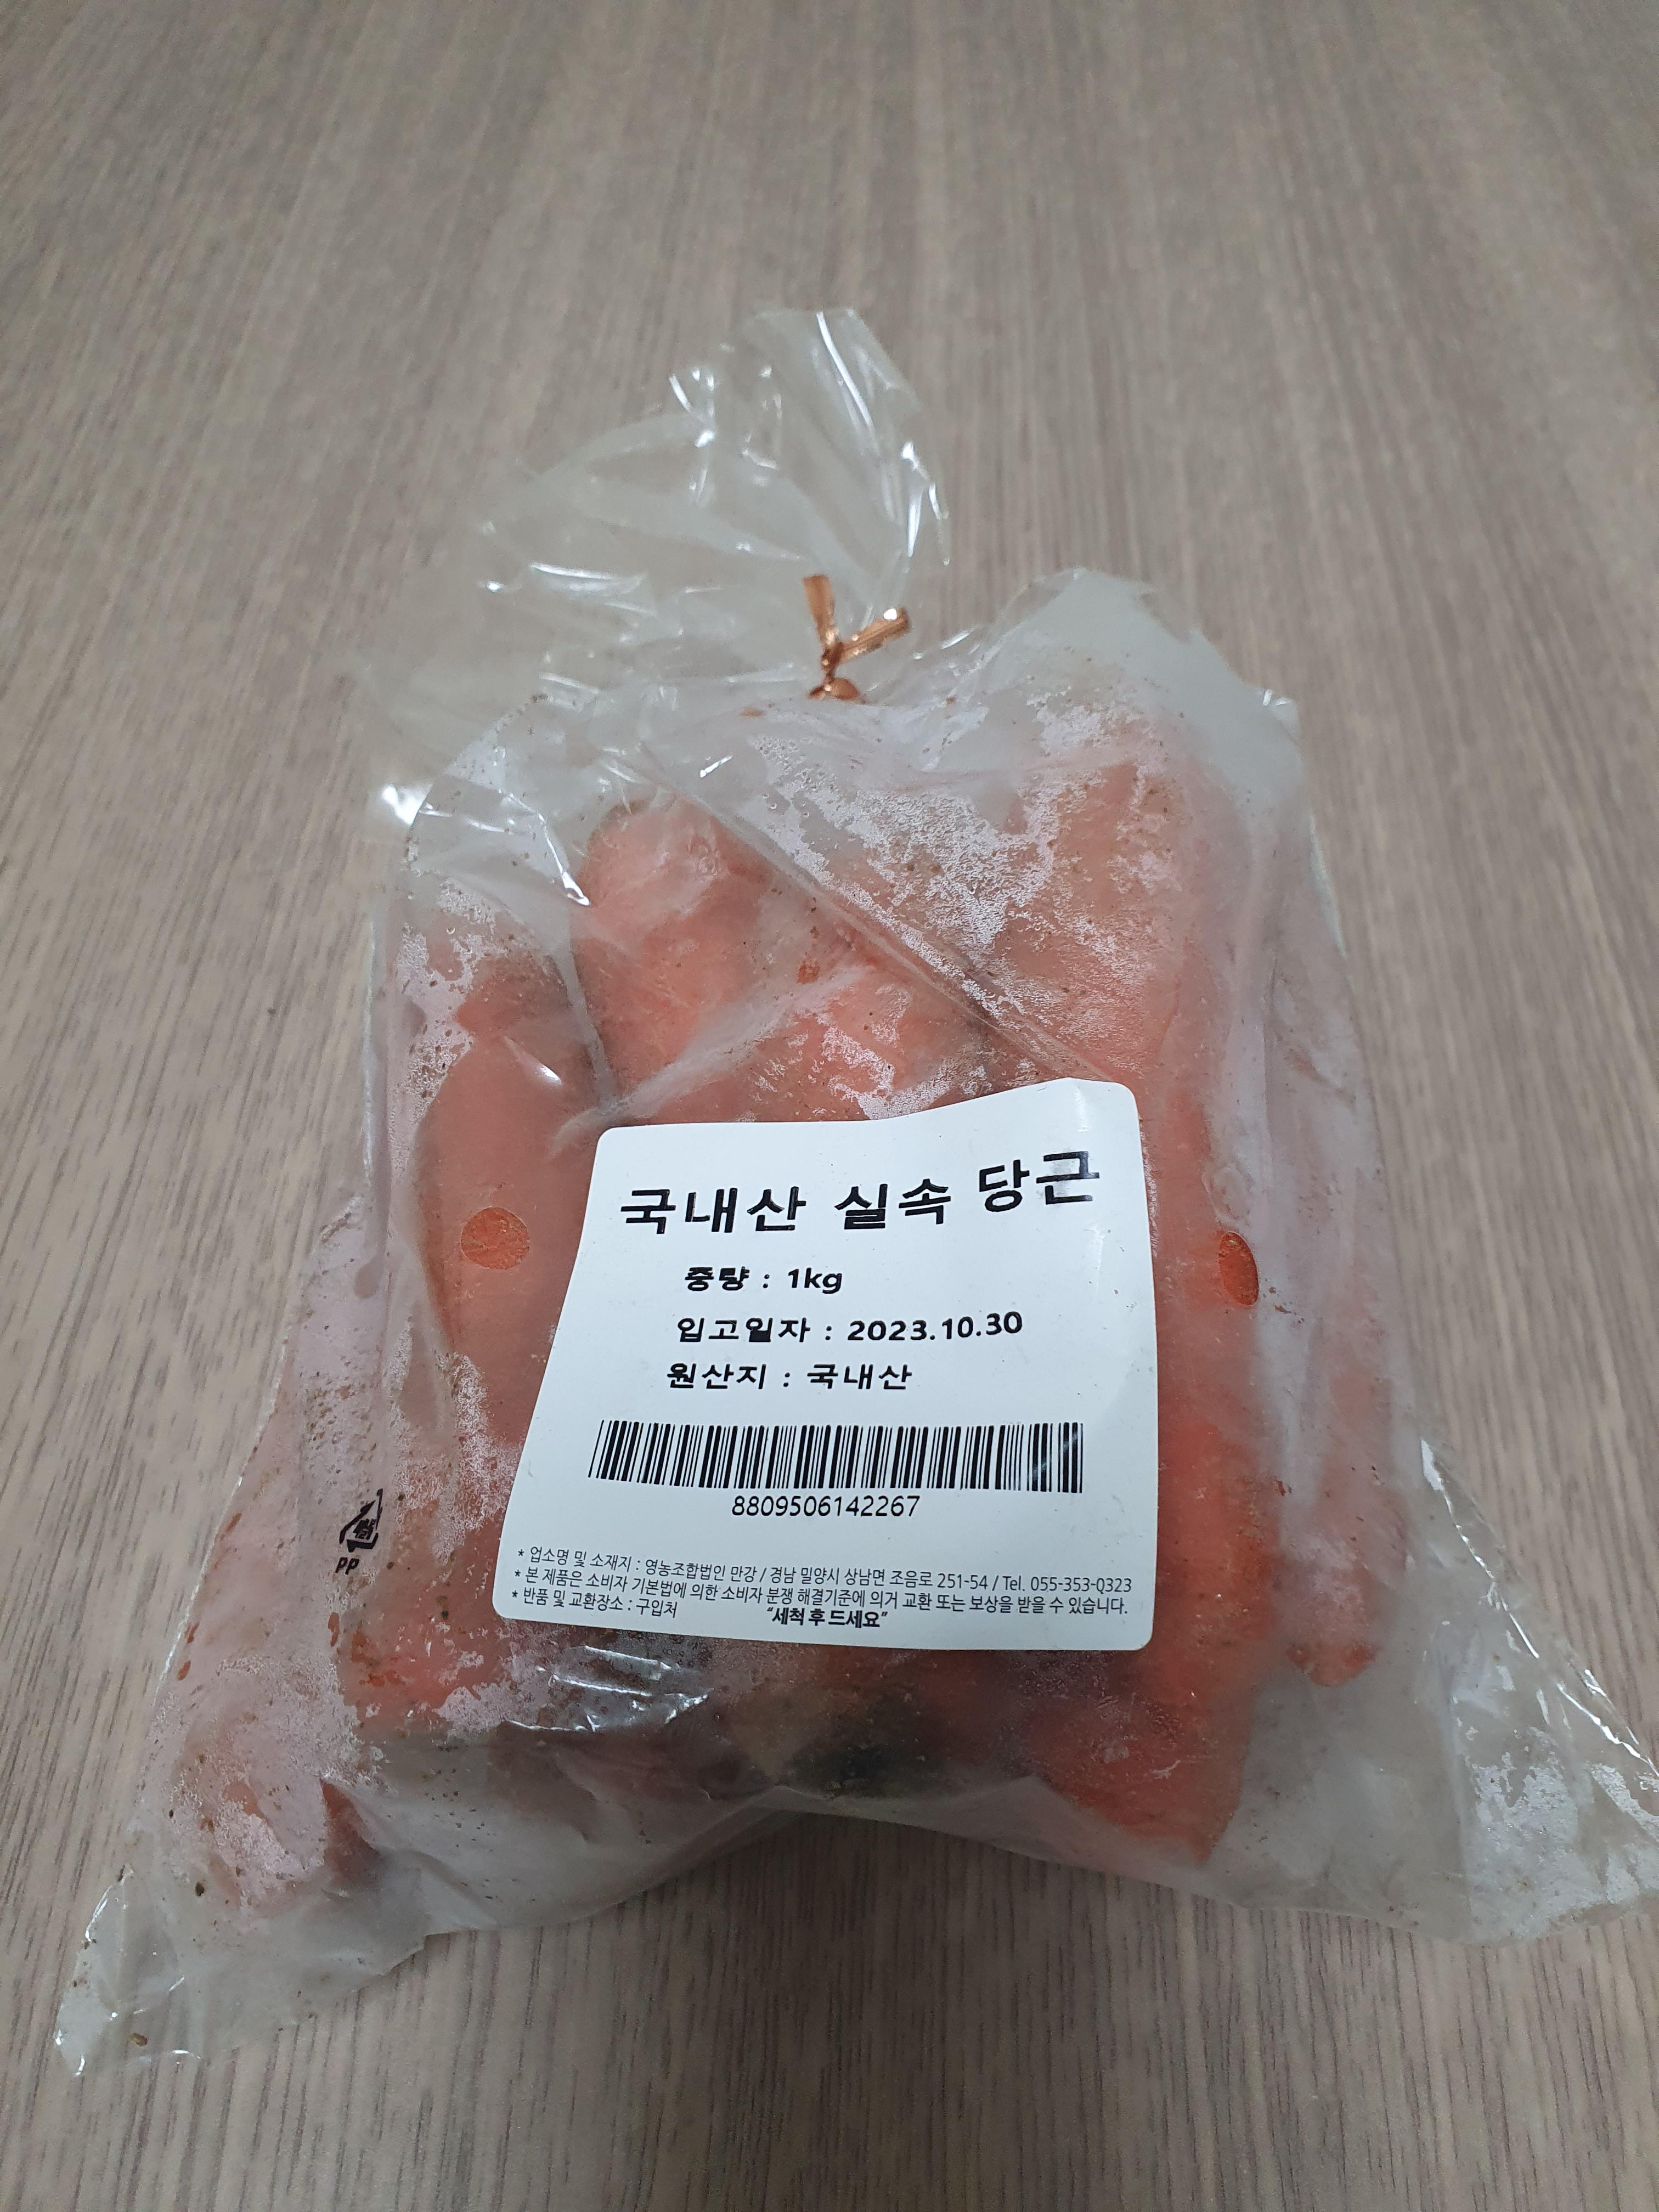 국내산 실속 당근
중량 : 1kg
입고일자 : 2023.10.30
원산지 : 국내산
8809506142267
* 업소명 및 소재지 : 영농조합법인 만강 / 경남 밀양시 상남면 조음로 251-54 / Tel. 055-353-0323
* 본 제품은 소비자 기본법에 의한 소비자 분쟁 해결기준에 의거 교환 또는 보상을 받을 수 있습니다.
* 반품 및 교환장소 : 구입처 "세척 후 드세요"
PP